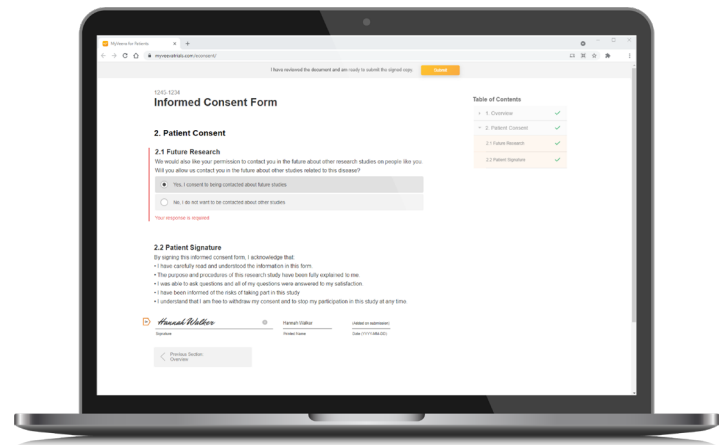 MyVeeva for Patients
myveevatrials.com/econsent/
I have reviewed the document and am ready to submit the signed copy.
Submit
1245-1234
Informed Consent Form
2. Patient Consent
2.1 Future Research
We would also like your permission to contact you in the future about other research studies on people like you.
Will you allow us contact you in the future about other studies related to this disease?
Yes, I consent to being contacted about future studies
No, I do not want to be contacted about other studies
Your response is required
2.2 Patient Signature
By signing this informed consent form, I acknowledge that:
• I have carefully read and understood the information in this form.
• The purpose and procedures of this research study have been fully explained to me.
• I was able to ask questions and all of my questions were answered to my satisfaction
• I have been informed of the risks of taking part in this study
• I understand that I am free to withdraw my consent and to stop my participation in this study at any time.
Hannah Walker
Hannah Walker
(Added on submission)
Signature
Printed Name
Date (YYYY-MM-DD)
Previous Section:
Overview
Table of Contents
1. Overview
2. Patient Consent
2.1 Future Research
2.2 Patient Signature